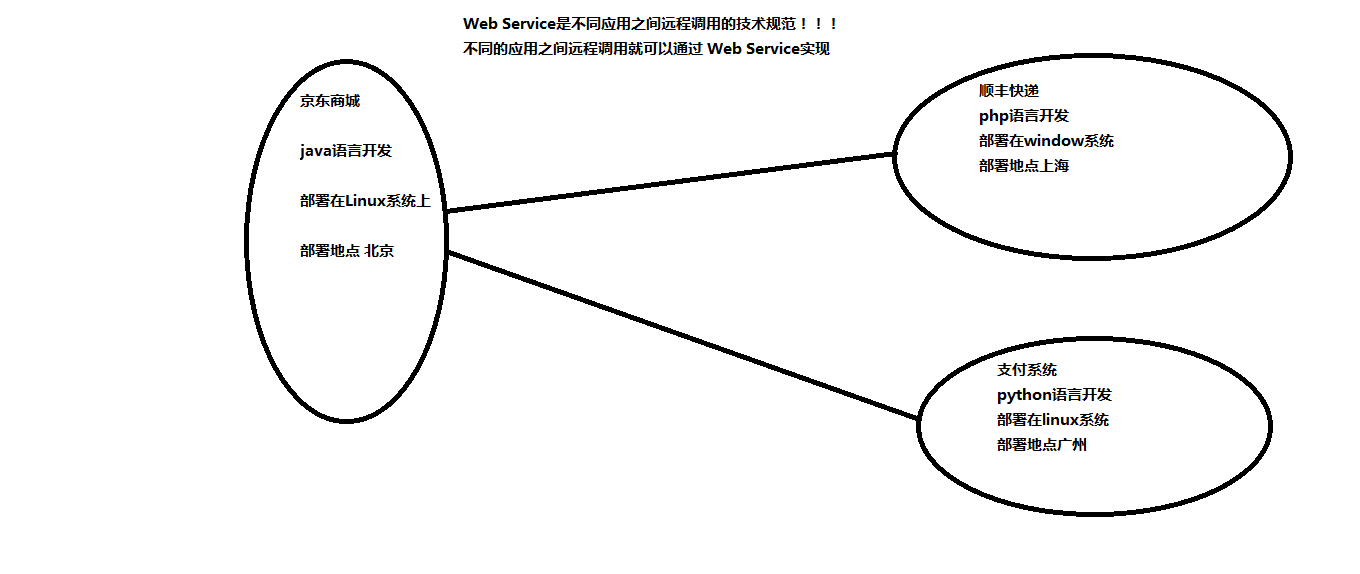 Web Service是不同应用之间远程调用的技术规范！！！
不同的应用之间远程调用就可以通过 Web Service实现
京东商城
java语言开发
部署在Linux系统上
部署地点 北京
顺丰快递
php语言开发
部署在window系统
部署地点上海
支付系统
python语言开发
部署在linux系统
部署地点广州